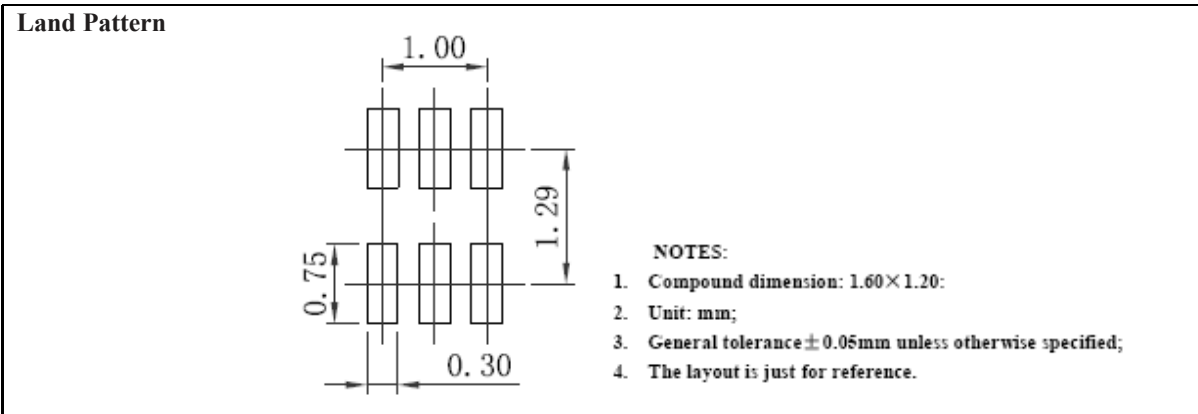 Land Pattern
1.00
1.29
0.75
0.30
NOTES:
1. Compound dimension: 1.60×1.20:
2. Unit: mm;
3. General tolerance±0.05mm unless otherwise specified;
4. The layout is just for reference.